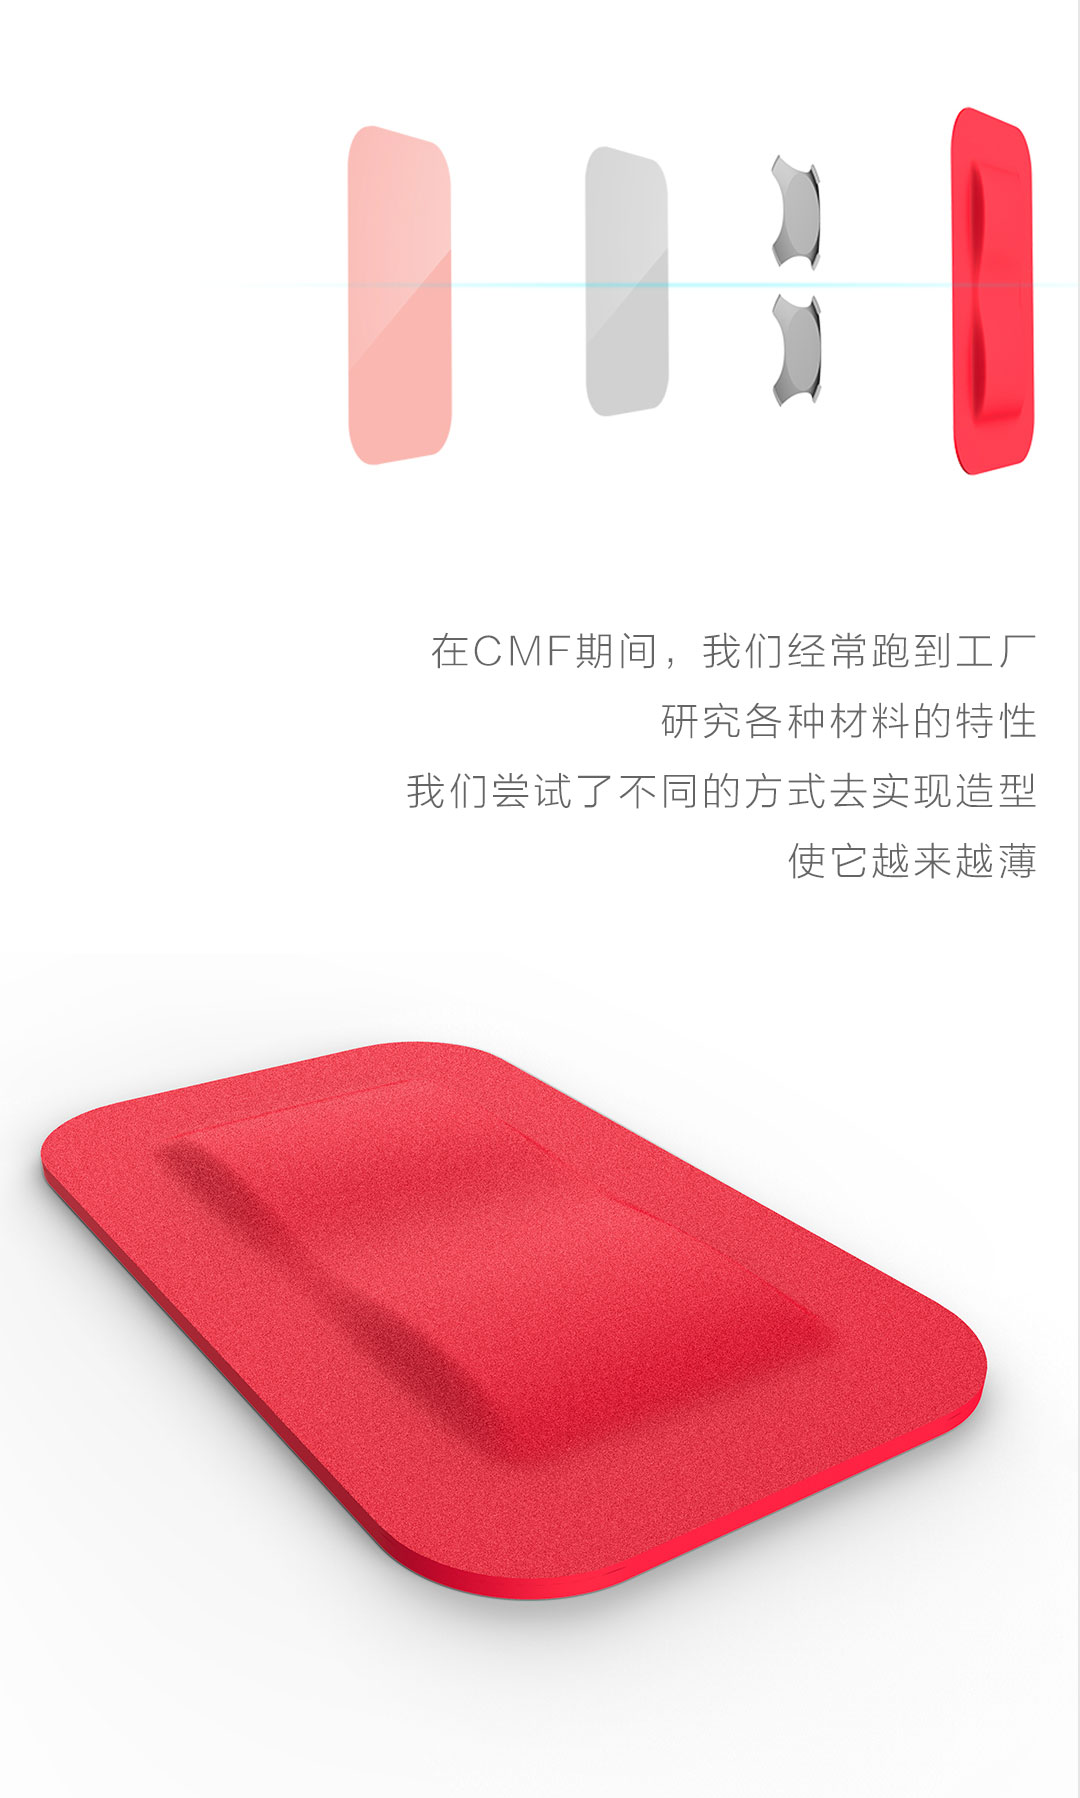 在CMF期间，我们经常跑到工厂
研究各种材料的特性
我们尝试了不同的方式去实现造型
使它越来越薄